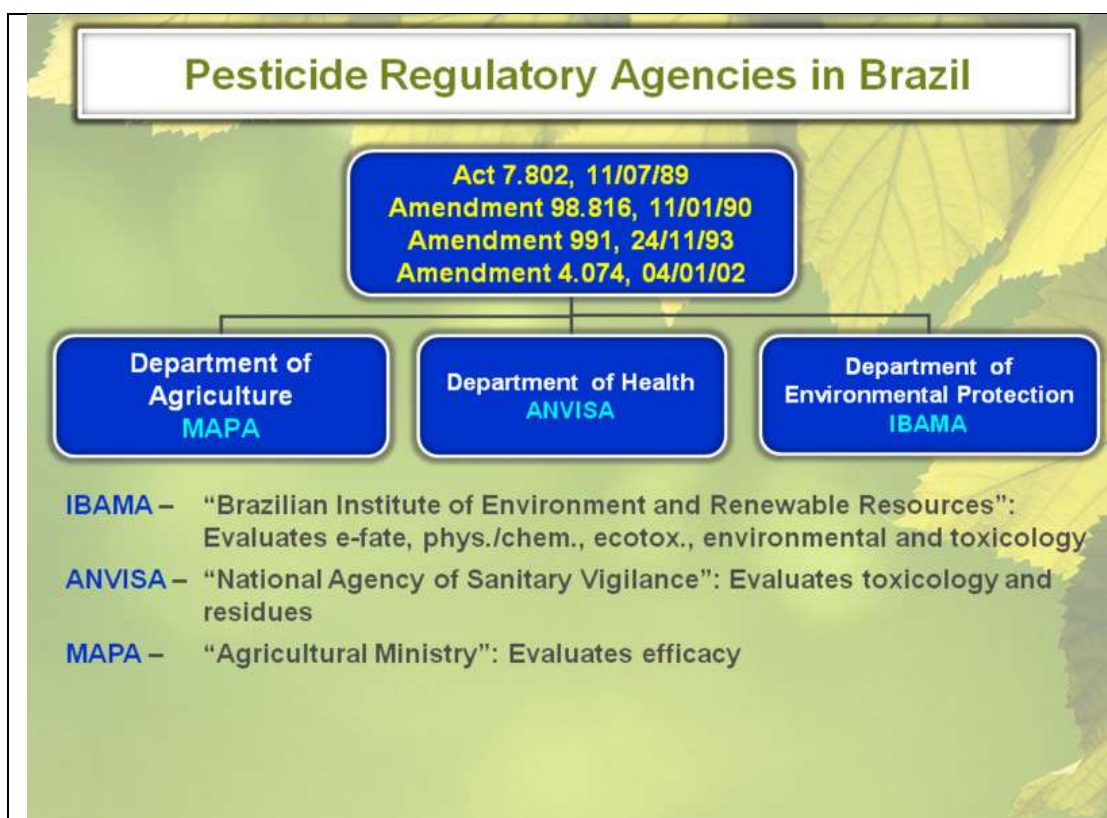 Pesticide Regulatory Agencies in Brazil
Act 7.802, 11/07/89
Amendment 98.816, 11/01/90
Amendment 991, 24/11/93
Amendment 4.074, 04/01/02
Department of
Agriculture
MAPA
Department of Health
ANVISA
Department of
Environmental Protection
IBAMA
IBAMA – “Brazilian Institute of Environment and Renewable Resources”:
Evaluates e-fate, phys./chem., ecotox., environmental and toxicology
ANVISA – “National Agency of Sanitary Vigilance”: Evaluates toxicology and
residues
MAPA – “Agricultural Ministry”: Evaluates efficacy